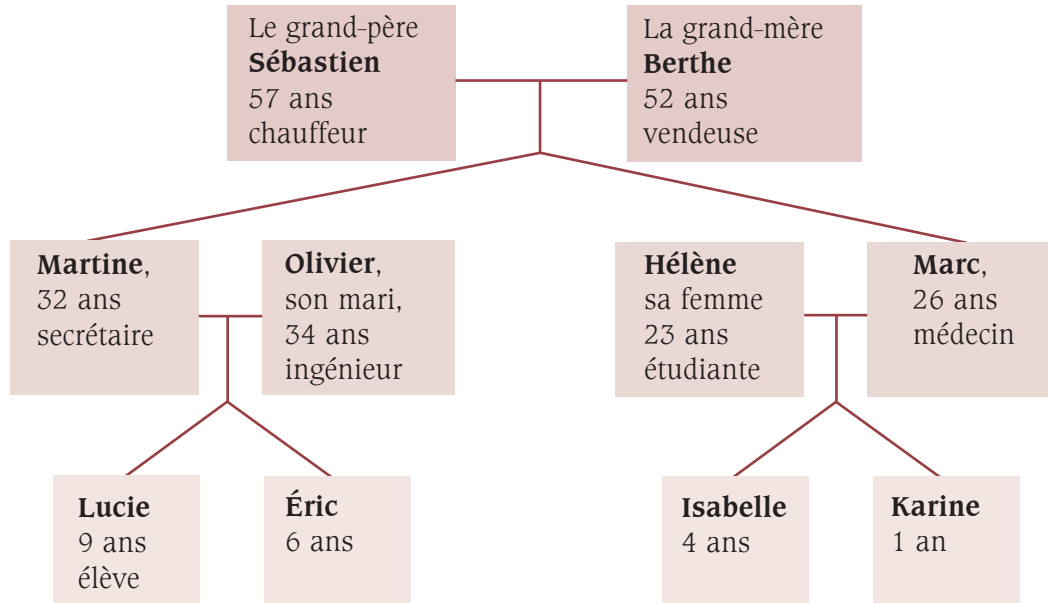 Le grand-père
Sébastien
57 ans
chauffeur
La grand-mère
Berthe
52 ans
vendeuse
Martine,
32 ans
secrétaire
Olivier,
son mari,
34 ans
ingénieur
Hélène
sa femme
23 ans
étudiante
Marc,
26 ans
médecin
Lucie
9 ans
élève
Éric
6 ans
Isabelle
4 ans
Karine
1 an